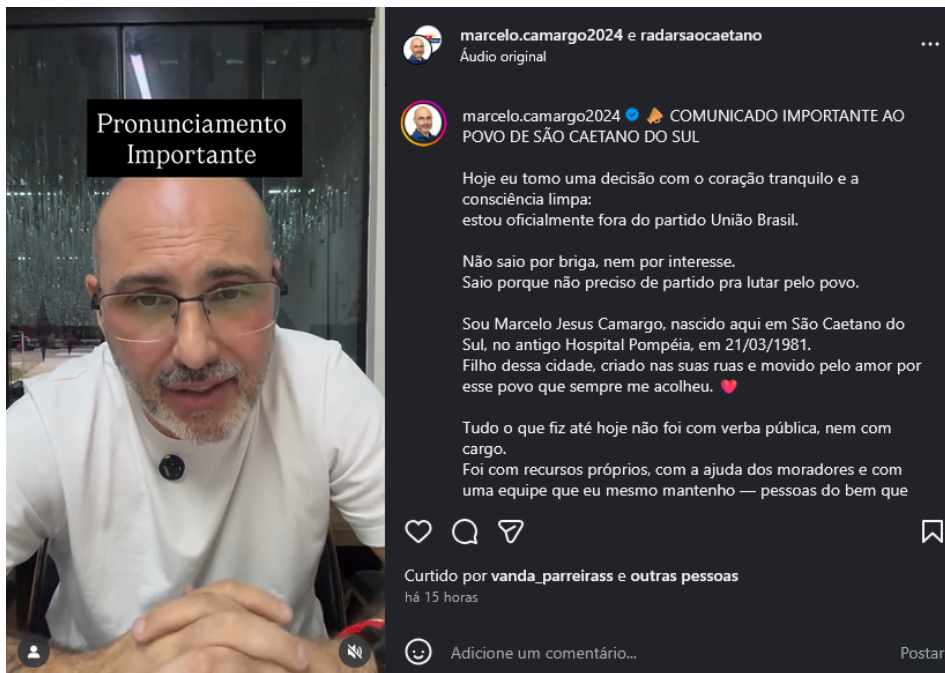 Pronunciamento
Importante
marcelo.camargo2024 e radarsaocaetano
Áudio original
marcelo.camargo2024 📣 COMUNICADO IMPORTANTE AO
POVO DE SÃO CAETANO DO SUL
Hoje eu tomo uma decisão com o coração tranquilo e a
consciência limpa:
estou oficialmente fora do partido União Brasil.
Não saio por briga, nem por interesse.
Saio porque não preciso de partido pra lutar pelo povo.
Sou Marcelo Jesus Camargo, nascido aqui em São Caetano do
Sul, no antigo Hospital Pompéia, em 21/03/1981.
Filho dessa cidade, criado nas suas ruas e movido pelo amor por
esse povo que sempre me acolheu. ❤️
Tudo o que fiz até hoje não foi com verba pública, nem com
cargo.
Foi com recursos próprios, com a ajuda dos moradores e com
uma equipe que eu mesmo mantenho — pessoas do bem que
Curtido por vanda_parreirass e outras pessoas
há 15 horas
Adicione um comentário...
Postar